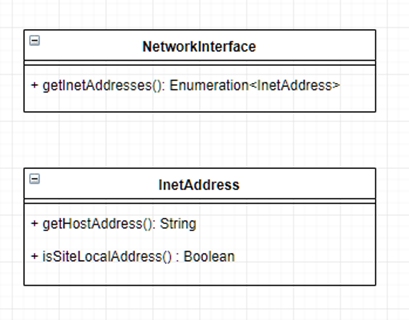 NetworkInterface
+ getInetAddresses(): Enumeration<InetAddress>
InetAddress
+ getHostAddress(): String
+ isSiteLocalAddress() : Boolean